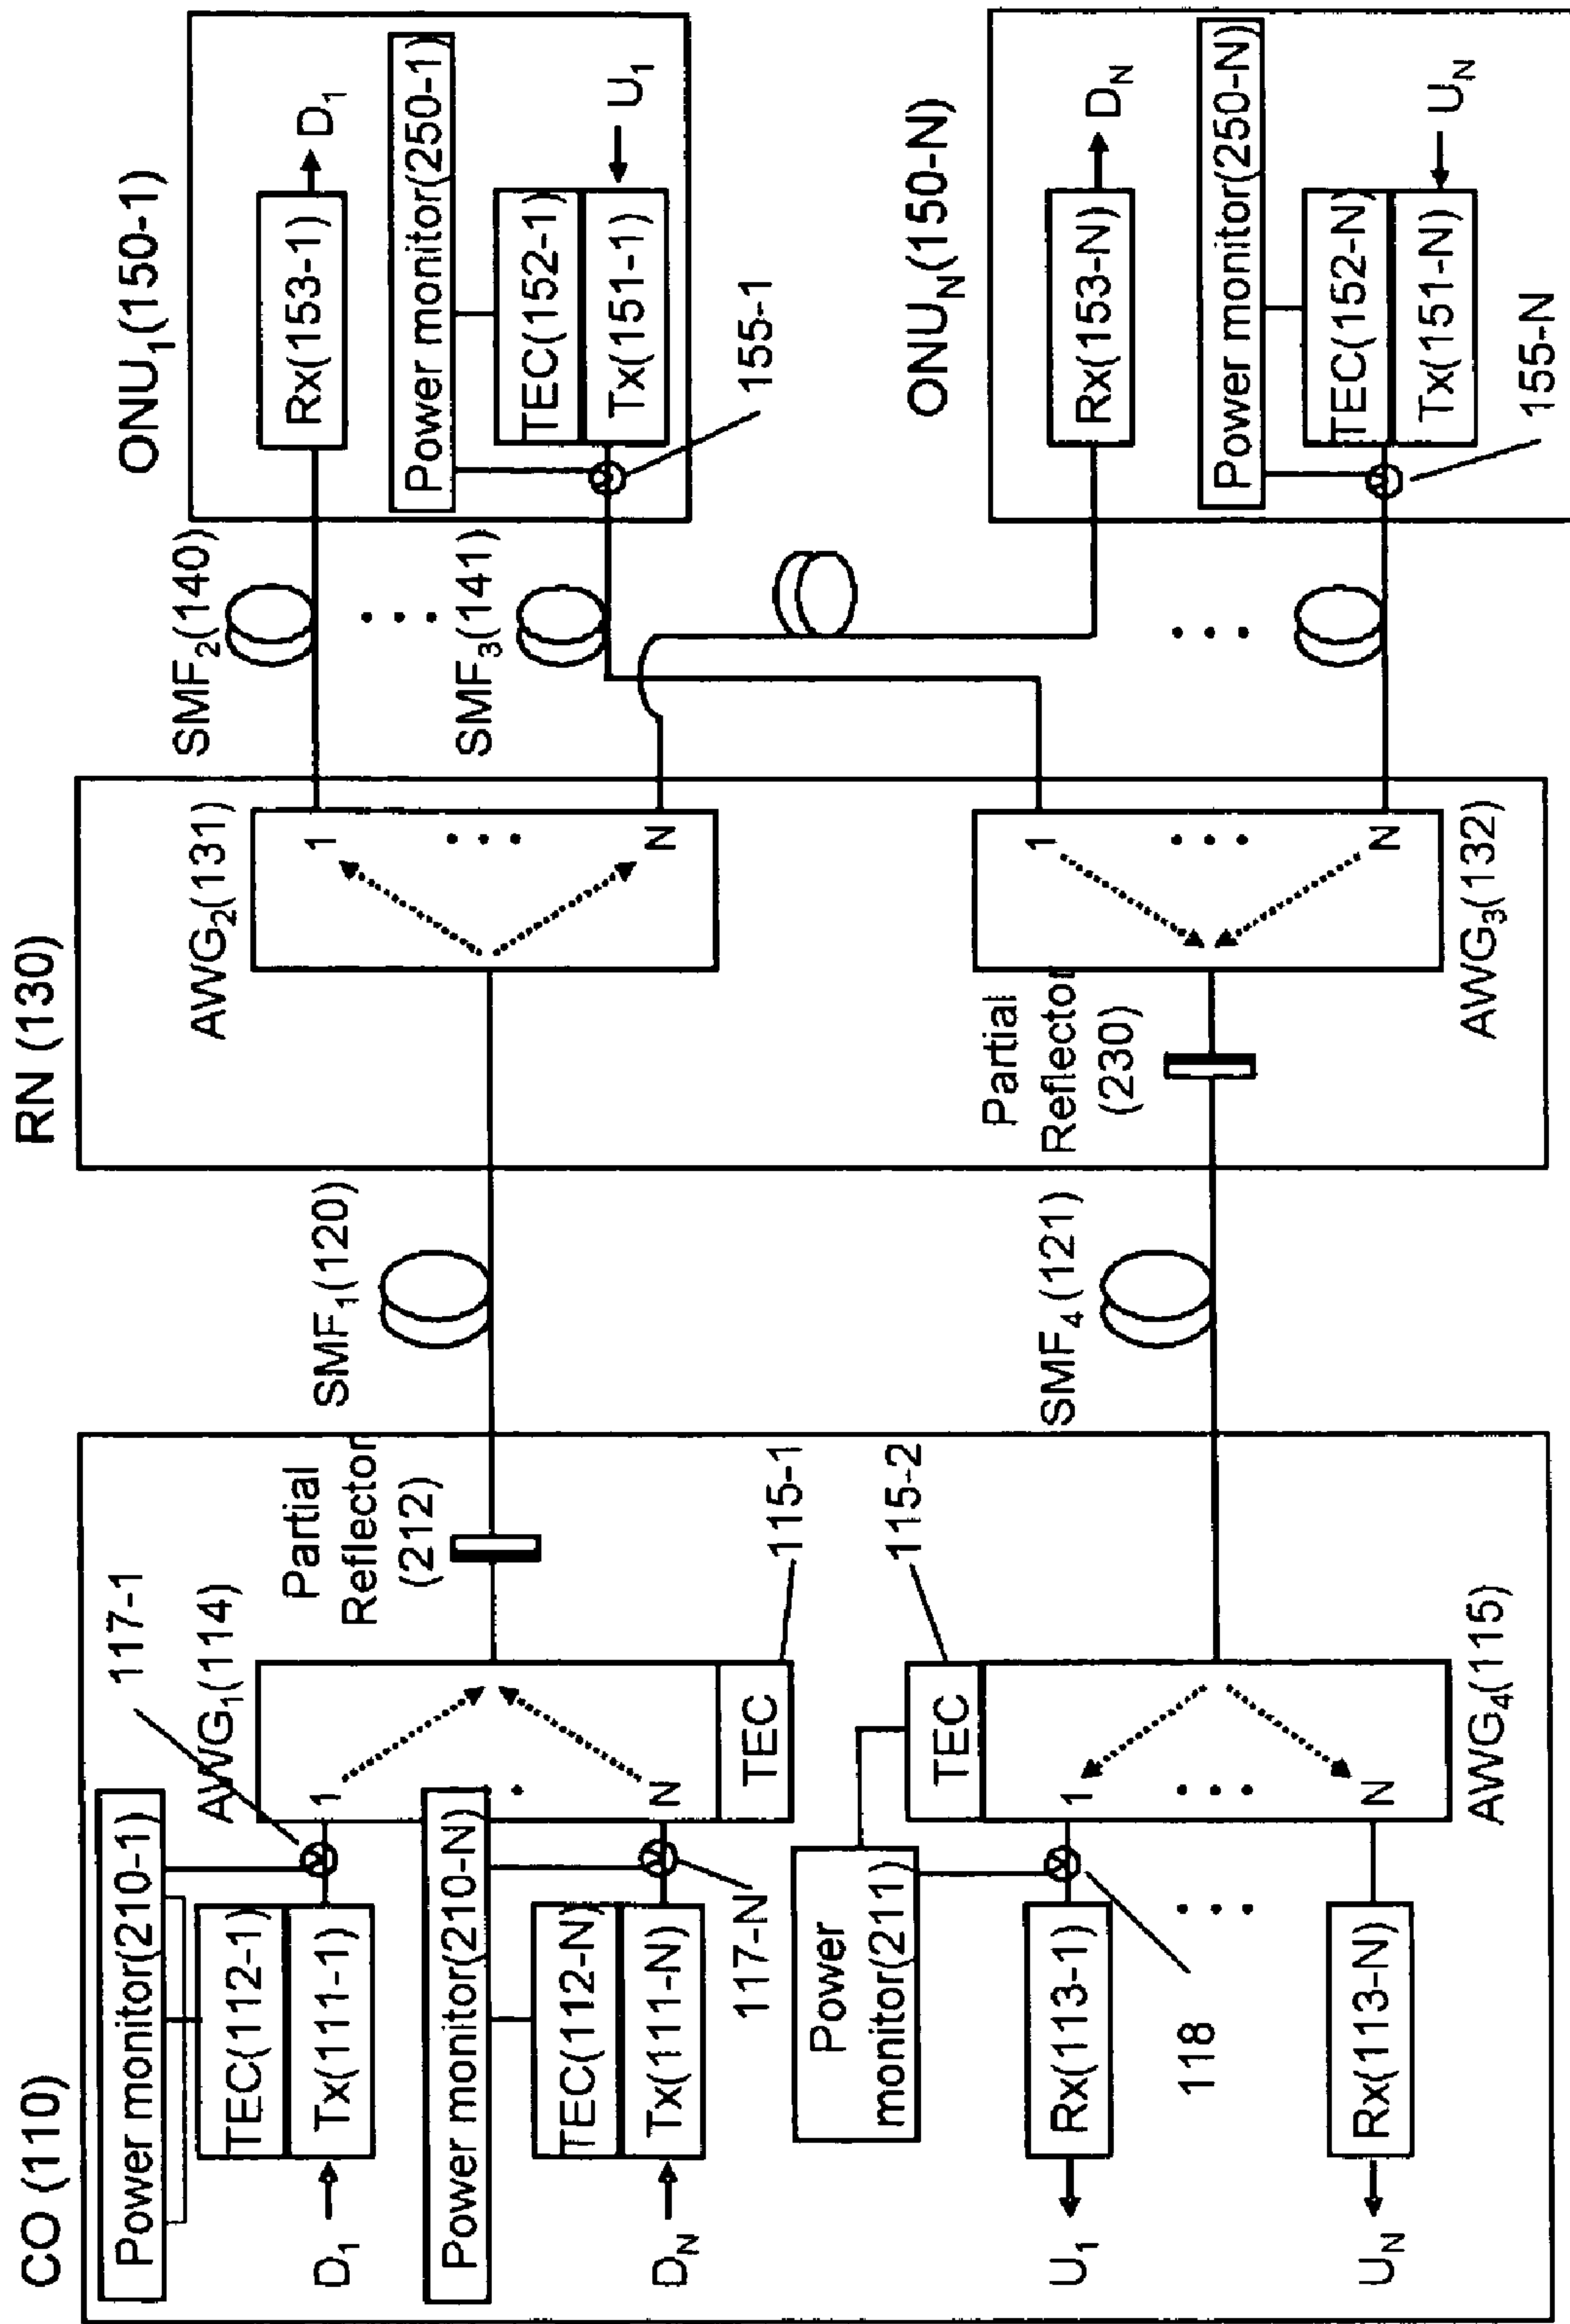 CO (110)
Power monitor(210-1)
TEC(112-1)
Tx(111-1)
D1
117-1
AWG1(114)
1
N
TEC
115-1
Power monitor(210-N)
TEC(112-N)
Tx(111-N)
DN
117-N
Partial
Reflector
(212)
Power
monitor(211)
TEC
115-2
1
N
AWG4(115)
118
Rx(113-1)
U1
Rx(113-N)
UN
SMF1(120)
SMF4(121)
RN (130)
AWG2(131)
1
N
Partial
Reflector
(230)
1
N
AWG3(132)
SMF2(140)
SMF3(141)
ONU1(150-1)
Rx(153-1)
D1
Power monitor(250-1)
TEC(152-1)
Tx(151-1)
U1
155-1
ONUN(150-N)
Rx(153-N)
DN
Power monitor(250-N)
TEC(152-N)
Tx(151-N)
UN
155-N